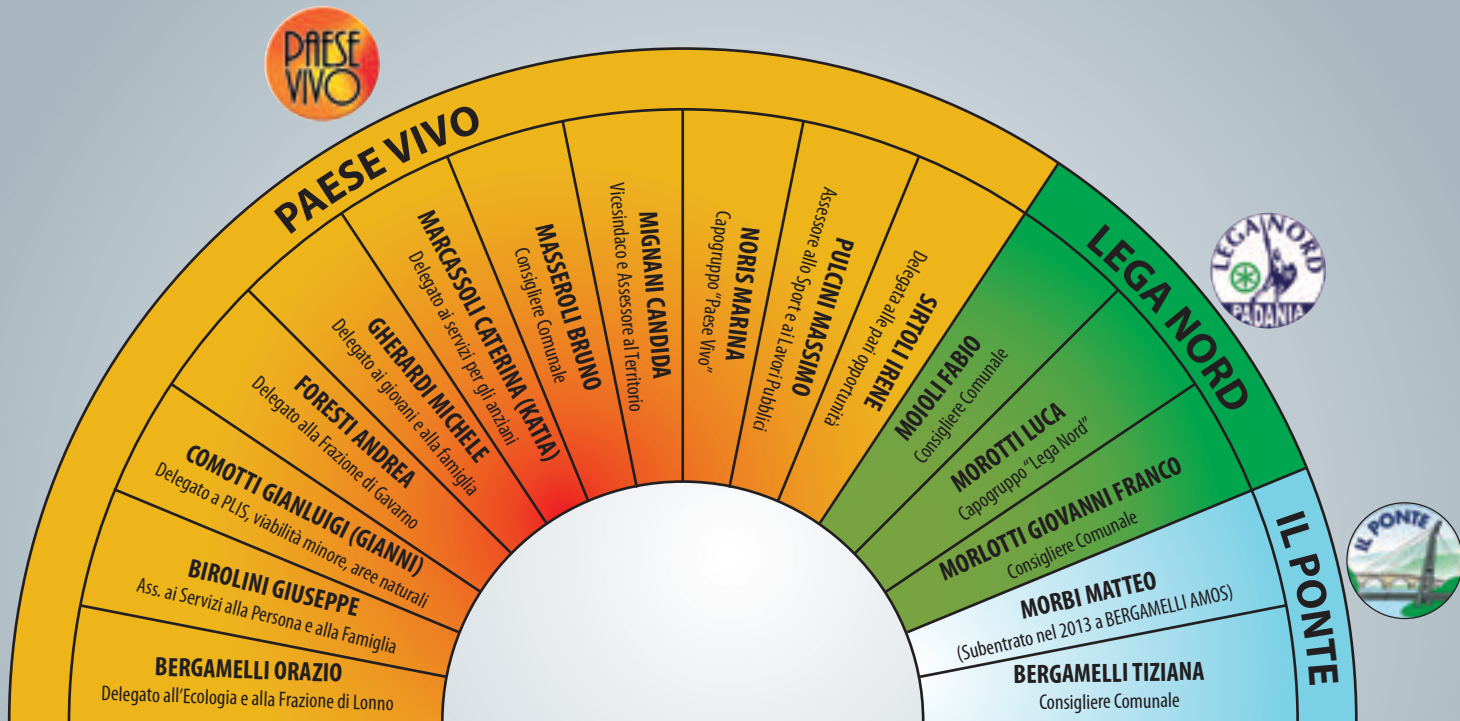 PAESE
VIVO
PAESE VIVO
BERGAMELLI ORAZIO
Delegato all'Ecologia e alla Frazione di Lonno
BIROLINI GIUSEPPE
Ass. ai Servizi alla Persona e alla Famiglia
COMOTTI GIANLUIGI (GIANNI)
Delegato a PLIS, viabilità minore, aree naturali
FORESTI ANDREA
Delegato alla Frazione di Gavarno
GHERARDI MICHELE
Delegato ai giovani e alla famiglia
MARCASSOLI CATERINA (KATIA)
Delegato ai servizi per gli anziani
MASSEROLI BRUNO
Consigliere Comunale
MIGNANI CANDIDA
Vicesindaco e Assessore al Territorio
NORIS MARINA
Capogruppo "Paese Vivo"
PULCINI MASSIMO
Assessore allo Sport e ai Lavori Pubblici
SIRTOLI IRENE
Delegata alle pari opportunità
LEGA NORD
LEGA NORD
PADANIA
MOIOLI FABIO
Consigliere Comunale
MOROTTI LUCA
Capogruppo "Lega Nord"
MORLOTTI GIOVANNI FRANCO
Consigliere Comunale
IL PONTE
IL PONTE
MORBI MATTEO
(Subentrato nel 2013 a BERGAMELLI AMOS)
BERGAMELLI TIZIANA
Consigliere Comunale